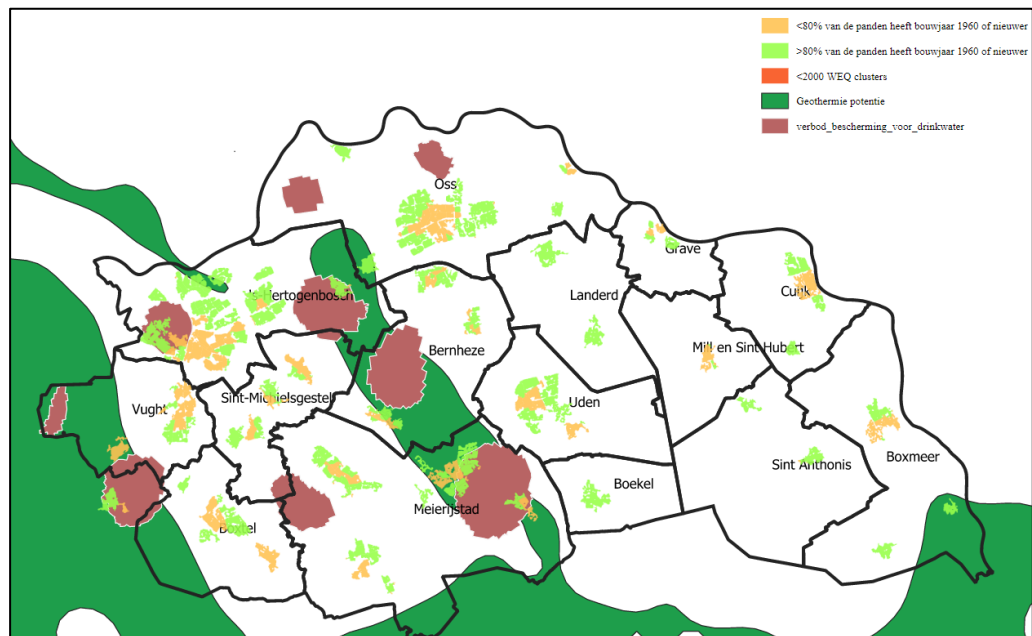 <80% van de panden heeft bouwjaar 1960 of nieuwer
>80% van de panden heeft bouwjaar 1960 of nieuwer
<2000 WEQ clusters
Geothermie potentie
verbod_bescherming_voor_drinkwater
Oss
Grave
Cuijk
's-Hertogenbosch
Landerd
Bernheze
Mill en Sint Hubert
Vught
Sint-Michielsgestel
Uden
Sint Anthonis
Boxmeer
Boekel
Meierijstad
Boxtel